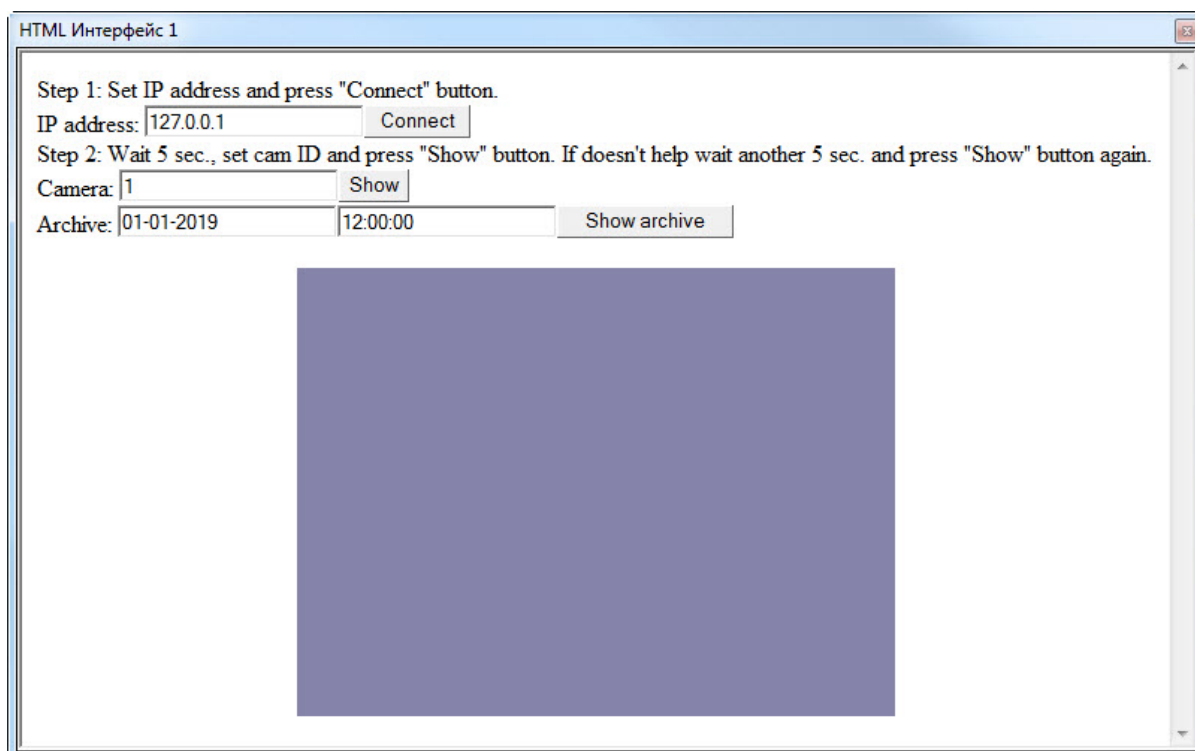 HTML Интерфейс 1
Step 1: Set IP address and press "Connect" button.
IP address: 127.0.0.1 Connect
Step 2: Wait 5 sec., set cam ID and press "Show" button. If doesn't help wait another 5 sec. and press "Show" button again.
Camera: 1 Show
Archive: 01-01-2019 12:00:00 Show archive